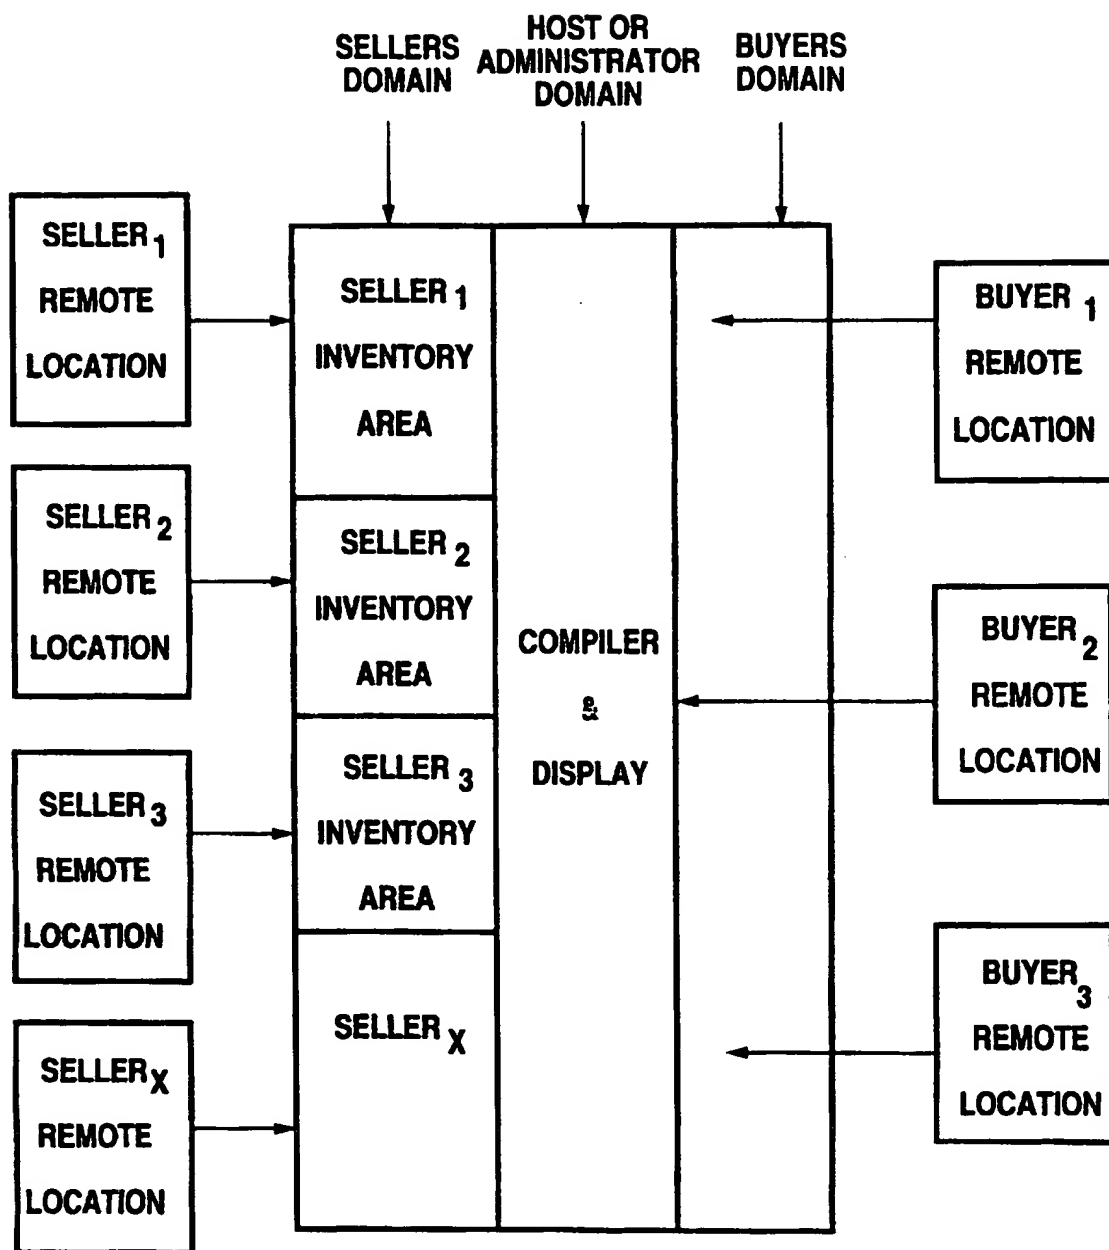 SELLERS
DOMAIN
HOST OR
ADMINISTRATOR
DOMAIN
BUYERS
DOMAIN
SELLER1
REMOTE
LOCATION
SELLER2
REMOTE
LOCATION
SELLER3
REMOTE
LOCATION
SELLERX
REMOTE
LOCATION
SELLER1
INVENTORY
AREA
SELLER2
INVENTORY
AREA
SELLER3
INVENTORY
AREA
SELLERX
COMPILER
&
DISPLAY
BUYER1
REMOTE
LOCATION
BUYER2
REMOTE
LOCATION
BUYER3
REMOTE
LOCATION